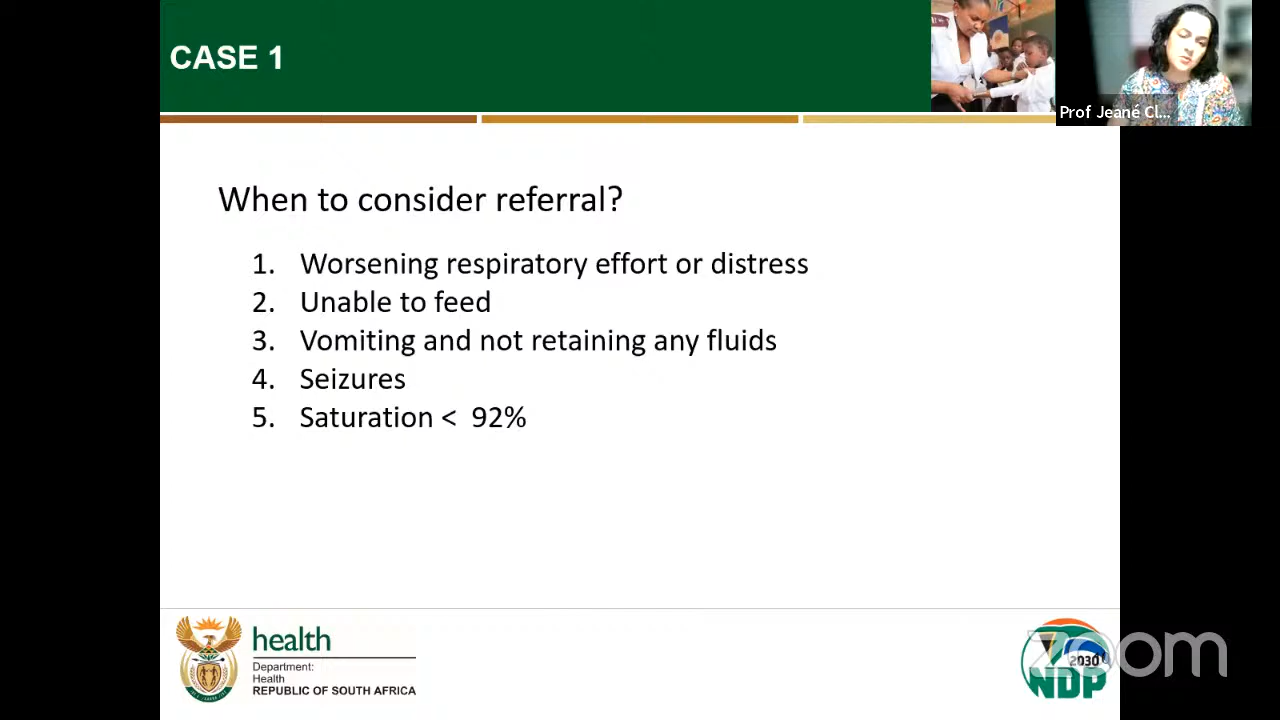 CASE 1
Prof Jeané Cl...
When to consider referral?
1. Worsening respiratory effort or distress
2. Unable to feed
3. Vomiting and not retaining any fluids
4. Seizures
5. Saturation < 92%
health
Department:
Health
REPUBLIC OF SOUTH AFRICA
2030
NDP
zoom